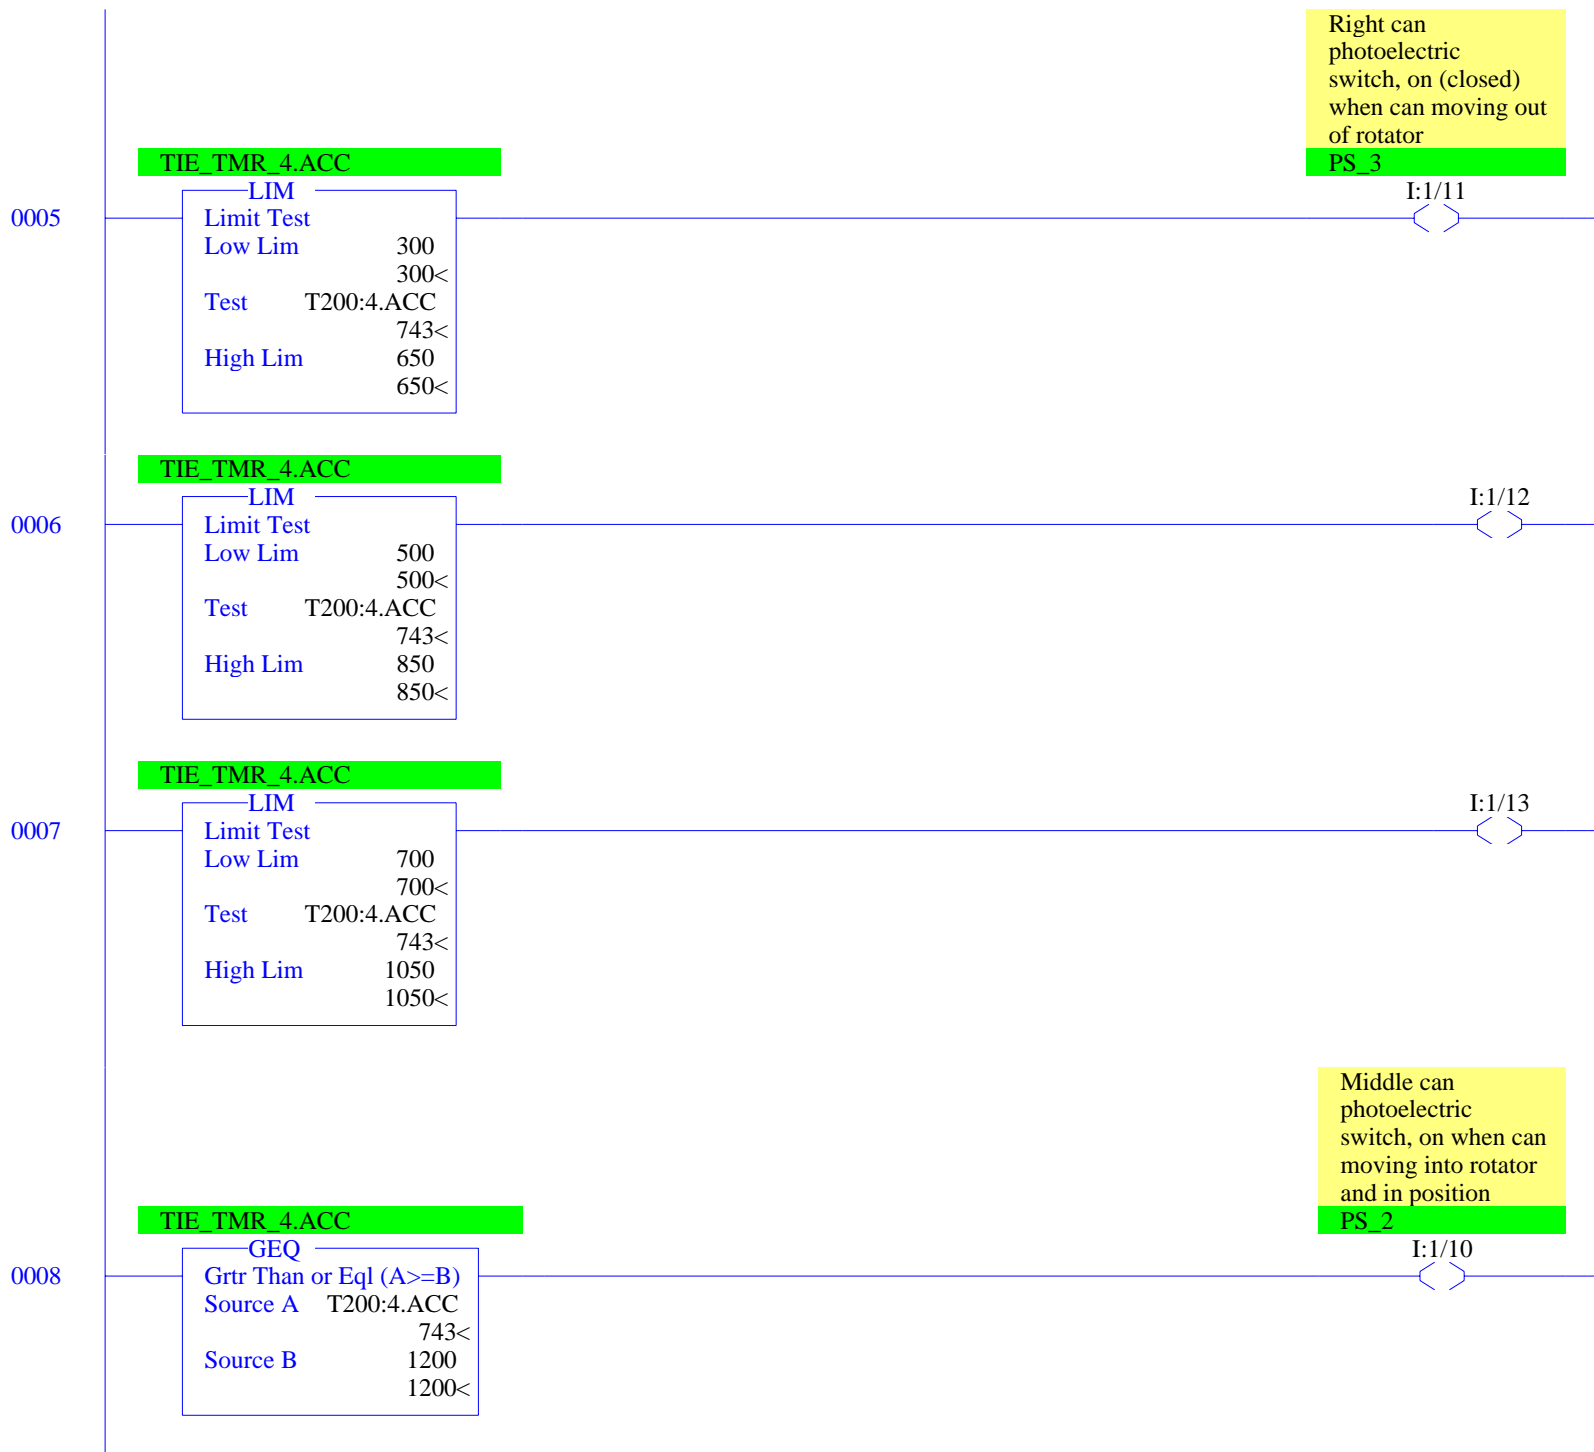 Right can
photoelectric
switch, on (closed)
when can moving out
of rotator
TIE_TMR_4.ACC
PS_3
LIM
I:1/11
0005
Limit Test
Low Lim 300
300<
Test T200:4.ACC
743<
High Lim 650
650<
TIE_TMR_4.ACC
LIM
I:1/12
0006
Limit Test
Low Lim 500
500<
Test T200:4.ACC
743<
High Lim 850
850<
TIE_TMR_4.ACC
LIM
I:1/13
0007
Limit Test
Low Lim 700
700<
Test T200:4.ACC
743<
High Lim 1050
1050<
Middle can
photoelectric
switch, on when can
moving into rotator
and in position
TIE_TMR_4.ACC
PS_2
GEQ
I:1/10
0008
Grtr Than or Eql (A>=B)
Source A T200:4.ACC
743<
Source B 1200
1200<